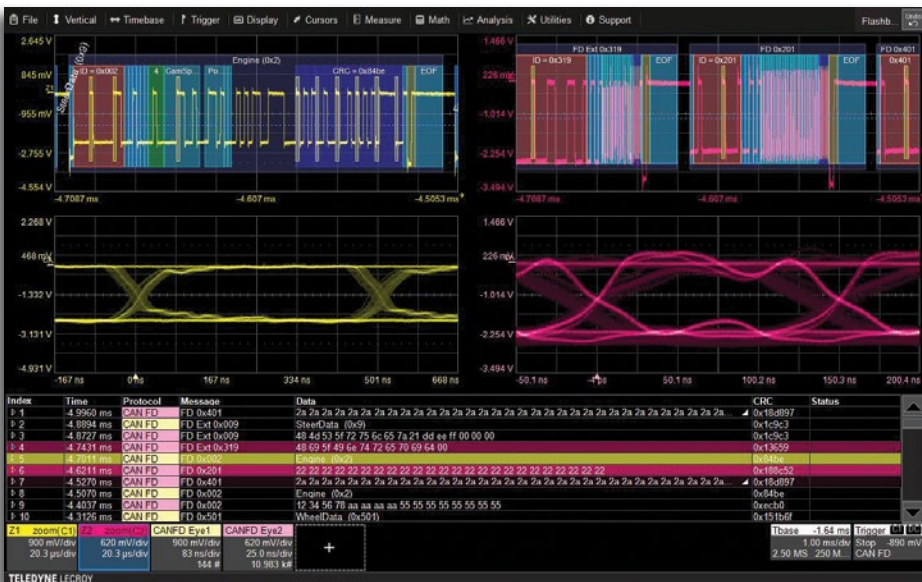 File Vertical Timebase Trigger Display Cursors Measure Math Analysis Utilities Support Flashb... Undo
2.645 V
845 mV
-955 mV
-2.755 V
-4.554 V
SteerData (0x9)
Engine (0x2)
ID = 0x002 4 GamSp... Po... CRC = 0x84be EOF
Z1
-4.7087 ms -4.607 ms -4.5053 ms
1.466 V
226 mV
-1.014 V
-2.254 V
-3.494 V
FD Ext 0x319 FD 0x201 FD 0x401
ID = 0x319 EOF ID = 0x201 EOF 0x401
-4.7087 ms -4.607 ms -4.5053 ms
2.268 V
468 mV
-1.332 V
-3.131 V
-4.931 V
-167 ns 0 ns 167 ns 334 ns 501 ns 668 ns
1.466 V
226 mV
-1.014 V
-2.254 V
-3.494 V
-50.1 ns 50.1 ns 100.2 ns 150.3 ns 200.4 ns
Index Time Protocol Message Data CRC Status
1 -4.9960 ms CAN FD FD 0x401 2a 2a 2a 2a 2a 2a 2a 2a 2a 2a 2a 2a 2a 2a 2a 2a 2a 2a 2a 2a 2a 2a 2a 2a 2a 2a 2a 2a 2a 2a 2a 2a 2a... 0x18d897
2 -4.8894 ms CAN FD FD Ext 0x009 SteerData (0x9) 0x1c9c3
3 -4.8727 ms CAN FD FD Ext 0x009 48 4d 53 5f 72 75 6c 65 7a 21 dd ee ff 00 00 00 0x1c9c3
4 -4.7431 ms CAN FD FD Ext 0x319 48 69 5f 49 6e 74 72 65 70 69 64 00 0x13659
5 -4.7011 ms CAN FD FD 0x002 Engine (0x2) 0x84be
6 -4.6211 ms CAN FD FD 0x201 22 22 22 22 22 22 22 22 22 22 22 22 22 22 22 22 22 22 22 22 22 22 22 22 0x188c52
7 -4.5270 ms CAN FD FD 0x401 2a 2a 2a 2a 2a 2a 2a 2a 2a 2a 2a 2a 2a 2a 2a 2a 2a 2a 2a 2a 2a 2a 2a 2a 2a 2a 2a 2a 2a 2a 2a 2a 2a... 0x18d897
8 -4.5070 ms CAN FD FD 0x002 Engine (0x2) 0x84be
9 -4.4037 ms CAN FD FD 0x002 12 34 56 78 aa aa aa aa 55 55 55 55 55 55 55 55 0xecb0
10 -4.3126 ms CAN FD FD 0x501 WheelData (0x501) 0x151b6f
Z1 zoom(C1) Z2 zoom(C2) CANFD Eye1 CANFD Eye2 Tbase -1.64 ms Trigger
900 mV/div 620 mV/div 900 mV/div 620 mV/div + 1.00 ms/div Stop -890 mV
20.3 µs/div 20.3 µs/div 83 ns/div 25.0 ns/div 2.50 MS 250 M... CAN FD
144 # 10.983 k#
TELEDYNE LECROY